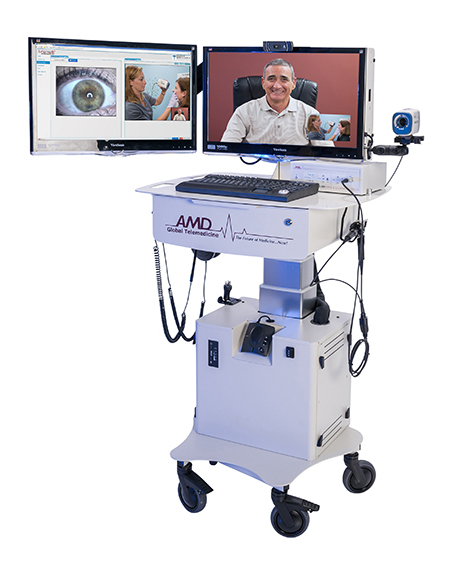 ViewSonic
ViewSonic
AMD
Global Telemedicine
The Future of Medicine...Now!